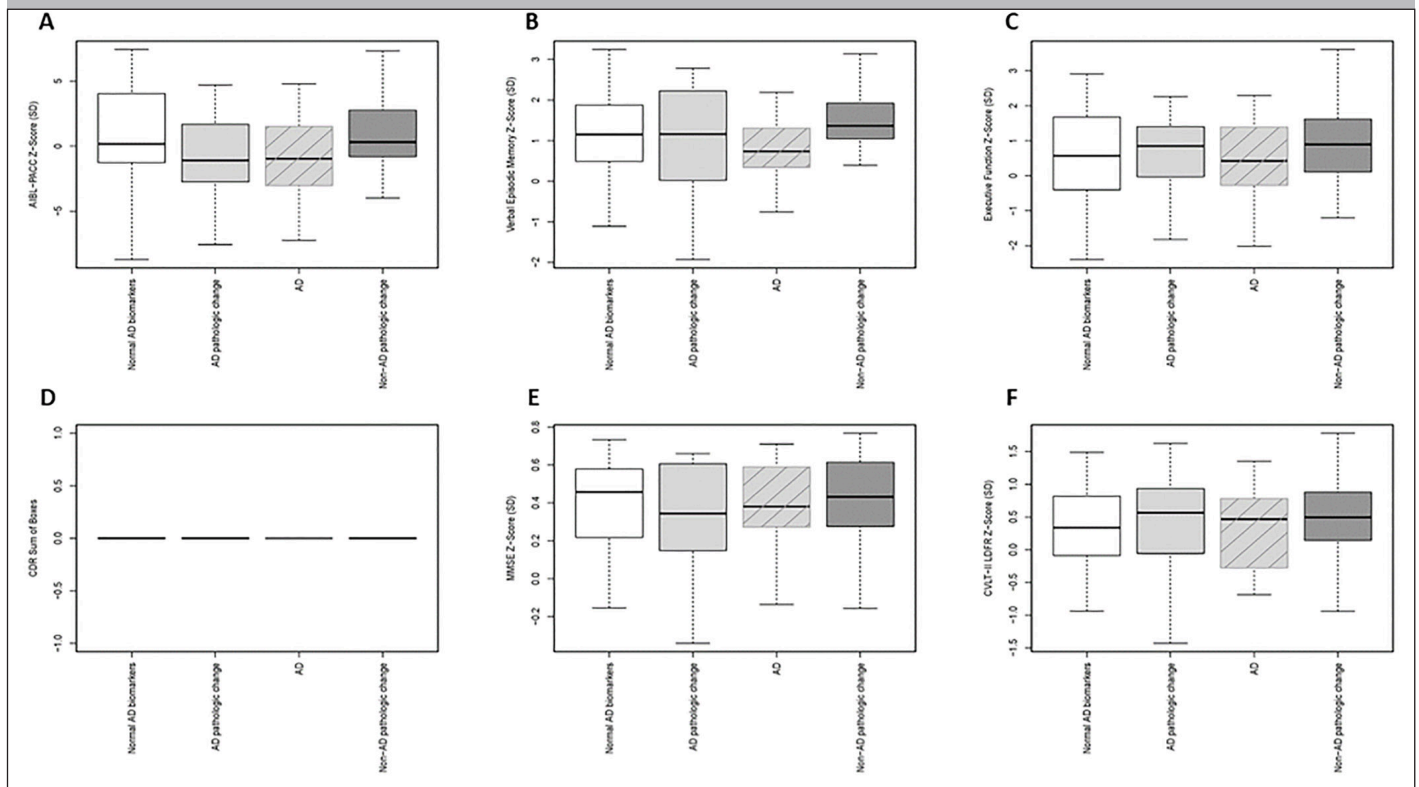 A
B
C
AIBL-PACC Z-Score (SD)
5
0
-5
Normal AD biomarkers
AD pathologic change
AD
Non-AD pathologic change
Verbal Episodic Memory Z-Score (SD)
3
2
1
0
-1
-2
Normal AD biomarkers
AD pathologic change
AD
Non-AD pathologic change
Executive Function Z-Score (SD)
3
2
1
0
-1
-2
Normal AD biomarkers
AD pathologic change
AD
Non-AD pathologic change
D
E
F
CDR Sum of Boxes
1.0
0.5
0.0
-0.5
-1.0
Normal AD biomarkers
AD pathologic change
AD
Non-AD pathologic change
MMSE Z-Score (SD)
0.8
0.6
0.4
0.2
0.0
-0.2
Normal AD biomarkers
AD pathologic change
AD
Non-AD pathologic change
CVLT-II LDFR Z-Score (SD)
1.5
1.0
0.5
0.0
-0.5
-1.0
-1.5
Normal AD biomarkers
AD pathologic change
AD
Non-AD pathologic change